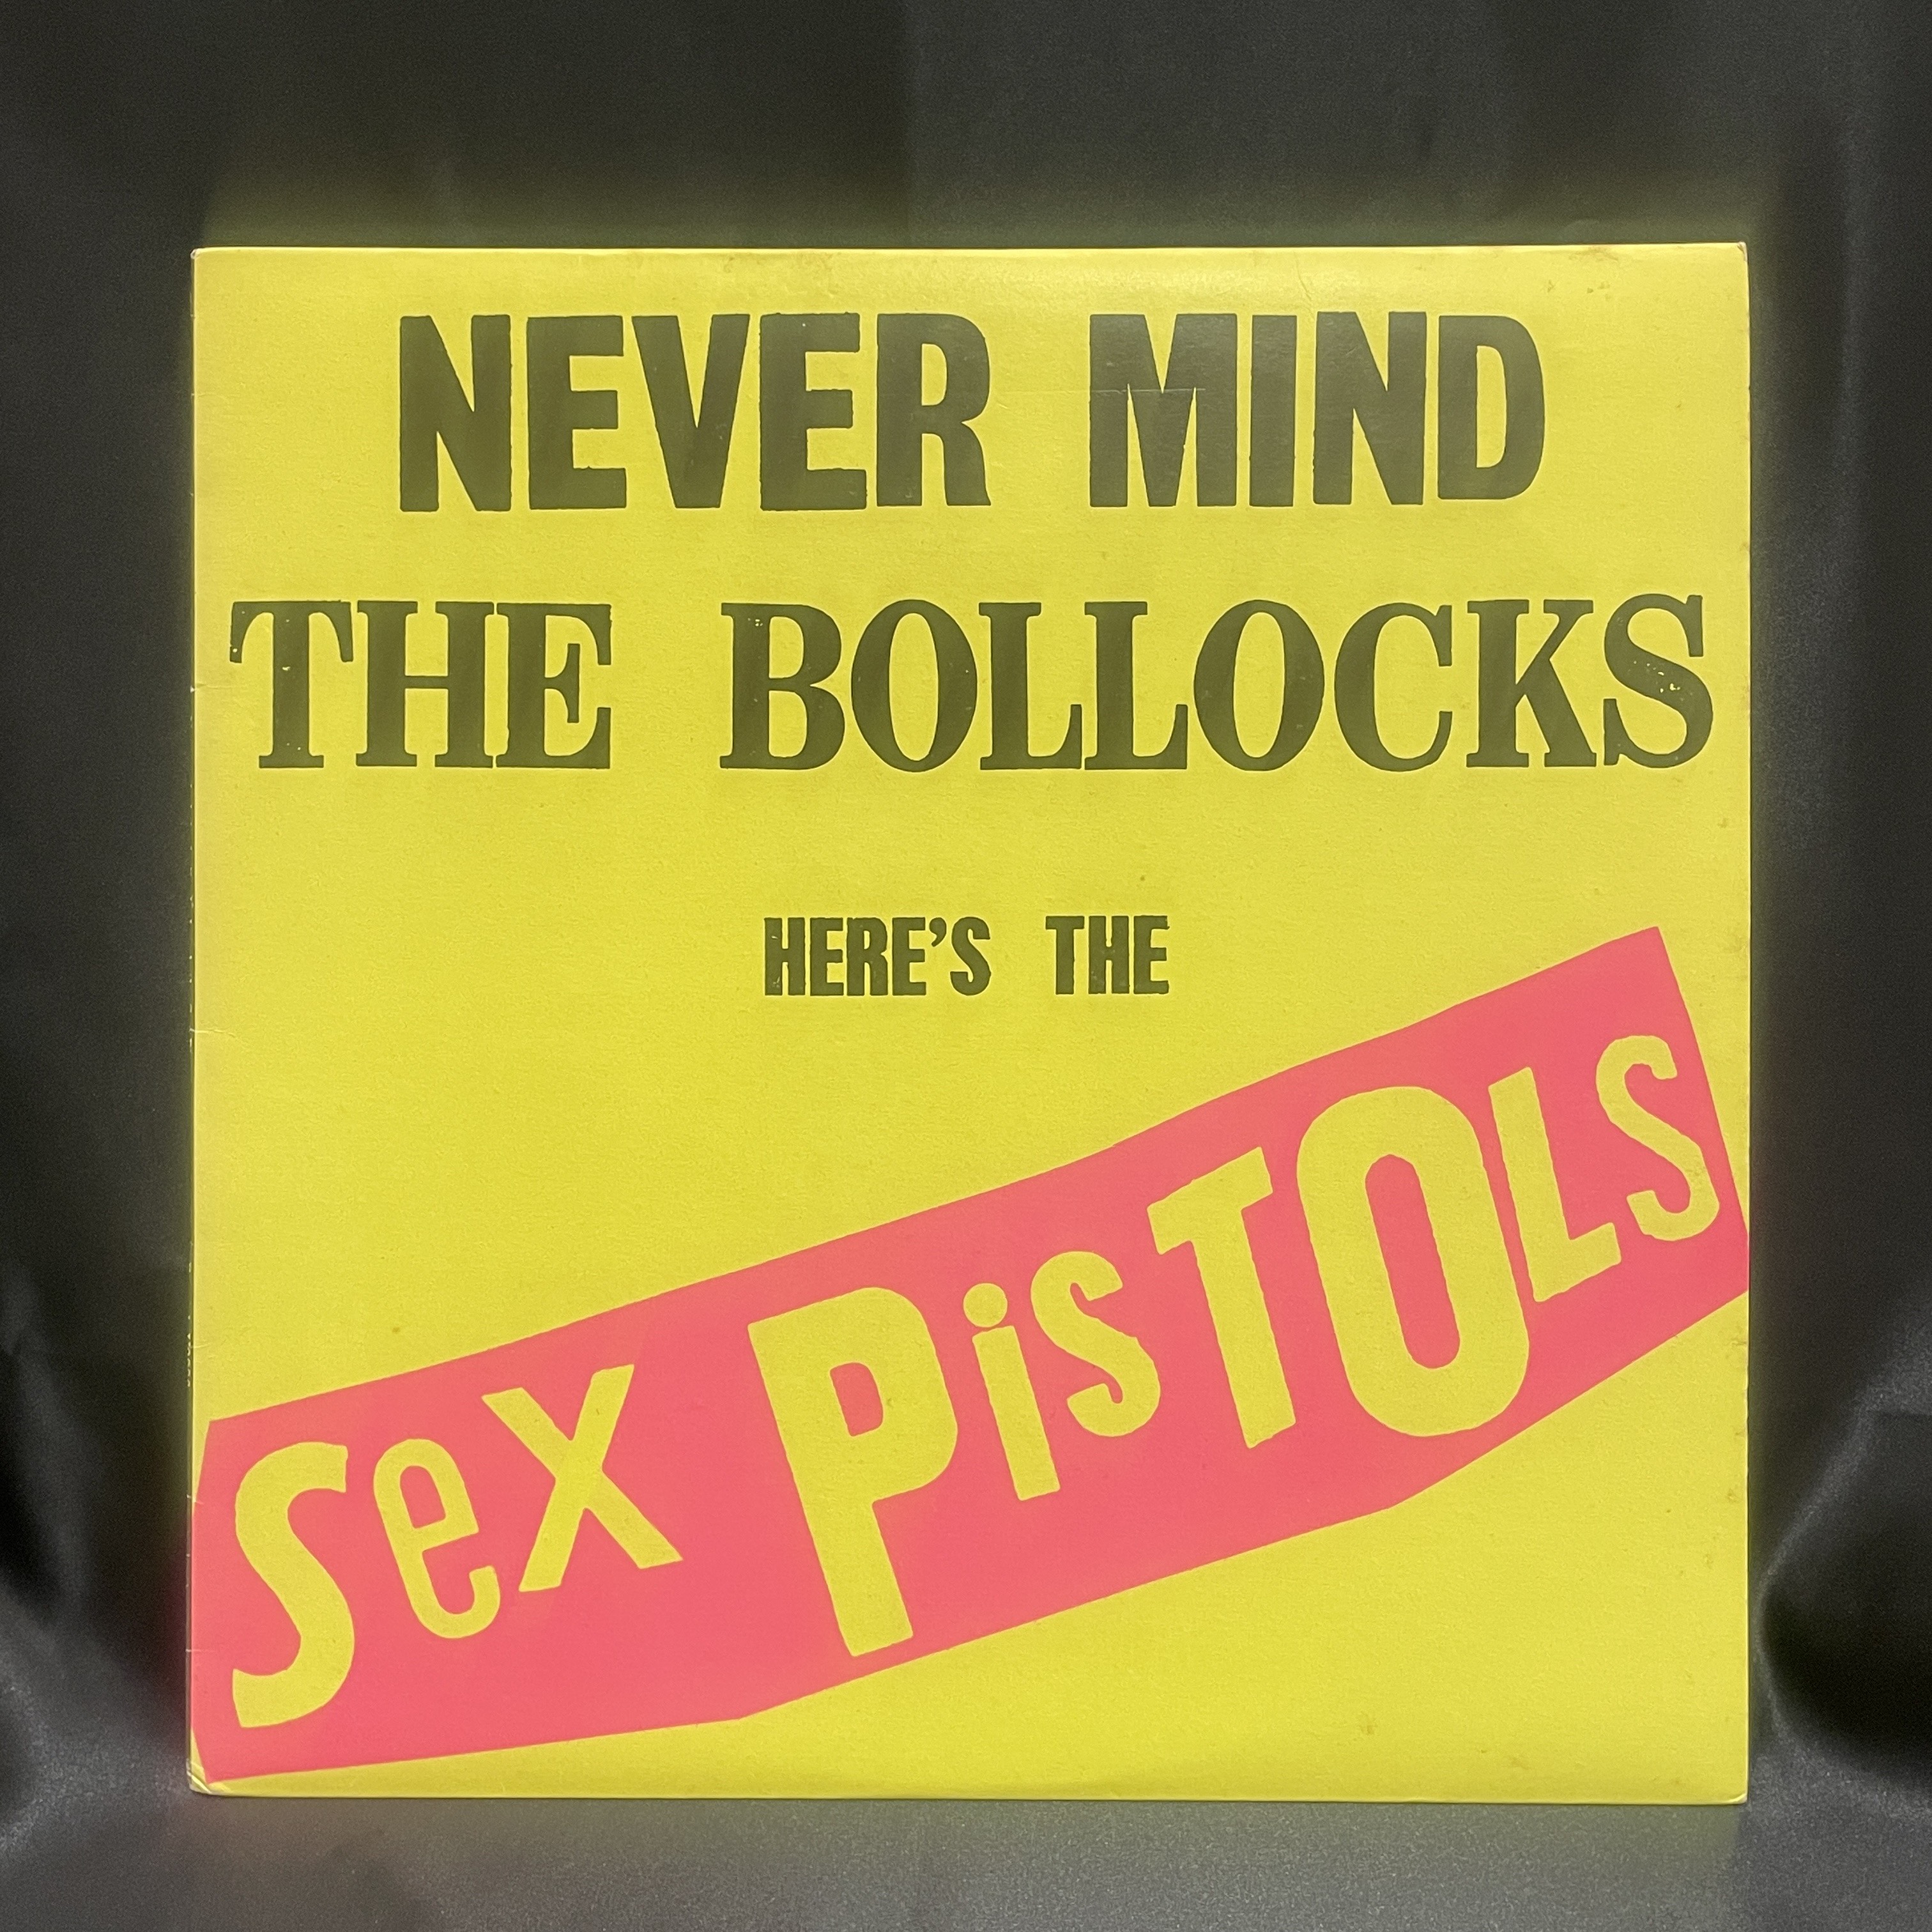 NEVER MIND
THE BOLLOCKS
HERE’S THE
Sex PiSTOLS